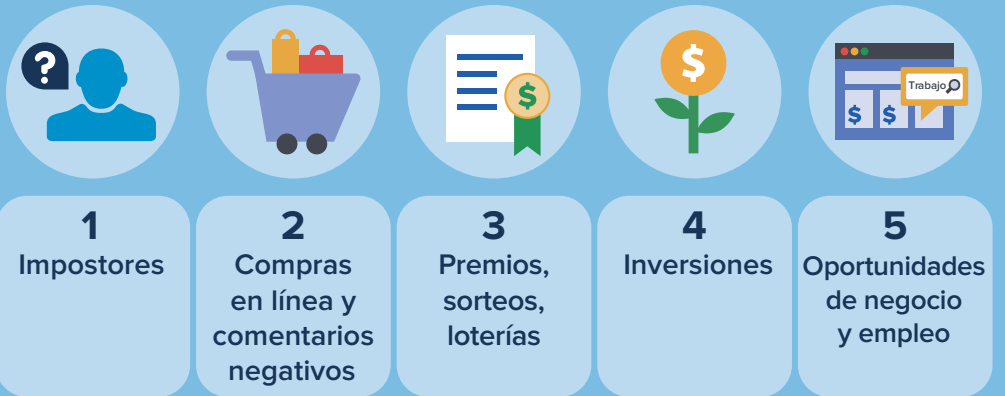 ?
$
$
Trabajo
$ $
1
Impostores
2
Compras
en línea y
comentarios
negativos
3
Premios,
sorteos,
loterías
4
Inversiones
5
Oportunidades
de negocio
y empleo